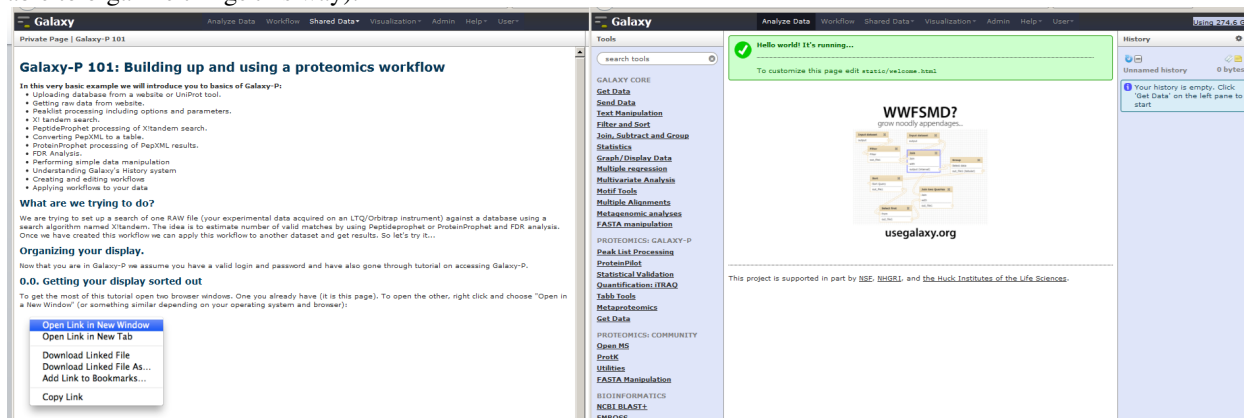 Galaxy
Analyze Data Workflow Shared Data Visualization Admin Help User
Private Page | Galaxy-P 101
Galaxy-P 101: Building up and using a proteomics workflow
In this very basic example we will introduce you to basics of Galaxy-P:
• Uploading database from a website or UniProt tool.
• Getting raw data from website.
• Peaklist processing including options and parameters.
• X! tandem search.
• PeptideProphet processing of X!tandem search.
• Converting PepXML to a table.
• ProteinProphet processing of PepXML results.
• FDR Analysis.
• Performing simple data manipulation
• Understanding Galaxy's History system
• Creating and editing workflows
• Applying workflows to your data
What are we trying to do?
We are trying to set up a search of one RAW file (your experimental data acquired on an LTQ/Orbitrap instrument) against a database using a
search algorithm named X!tandem. The idea is to estimate number of valid matches by using Peptideprophet or ProteinProphet and FDR analysis.
Once we have created this workflow we can apply this workflow to another dataset and get results. So let's try it...
Organizing your display.
Now that you are in Galaxy-P we assume you have a valid login and password and have also gone through tutorial on accessing Galaxy-P.
0.0. Getting your display sorted out
To get the most of this tutorial open two browser windows. One you already have (it is this page). To open the other, right click and choose "Open in
a New Window" (or something similar depending on your operating system and browser):
Open Link in New Window
Open Link in New Tab
Download Linked File
Download Linked File As...
Add Link to Bookmarks...
Copy Link
Galaxy
Analyze Data Workflow Shared Data Visualization Admin Help User
Using 274.6 G
Tools
search tools
GALAXY CORE
Get Data
Send Data
Text Manipulation
Filter and Sort
Join, Subtract and Group
Statistics
Graph/Display Data
Multiple regression
Multivariate Analysis
Motif Tools
Multiple Alignments
Metagenomic analyses
FASTA manipulation
PROTEOMICS: GALAXY-P
Peak List Processing
ProteinPilot
Statistical Validation
Quantification: iTRAQ
Tabb Tools
Metaproteomics
Get Data
PROTEOMICS: COMMUNITY
Open MS
ProtK
Utilities
FASTA Manipulation
BIOINFORMATICS
NCBI BLAST+
Hello world! It's running...
To customize this page edit static/welcome.html
WWFSMD?
grow noodly appendages...
usegalaxy.org
This project is supported in part by NSF, NHGRI, and the Huck Institutes of the Life Sciences.
History
Unnamed history 0 bytes
Your history is empty. Click
'Get Data' on the left pane to
start